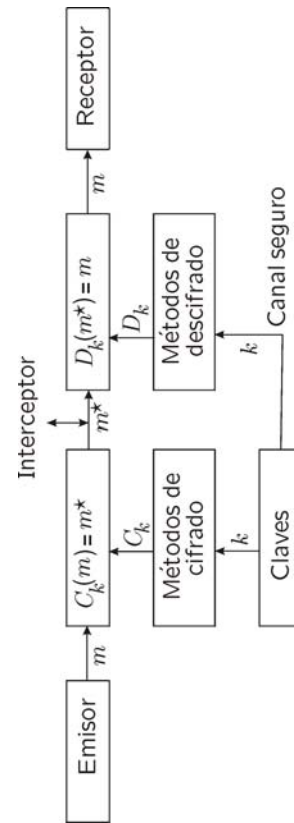 Interceptor
Emisor
m
C_k(m) = m*
m*
D_k(m*) = m
m
Receptor
C_k
D_k
Métodos de
cifrado
Métodos de
descifrado
k
k
Claves
Canal seguro